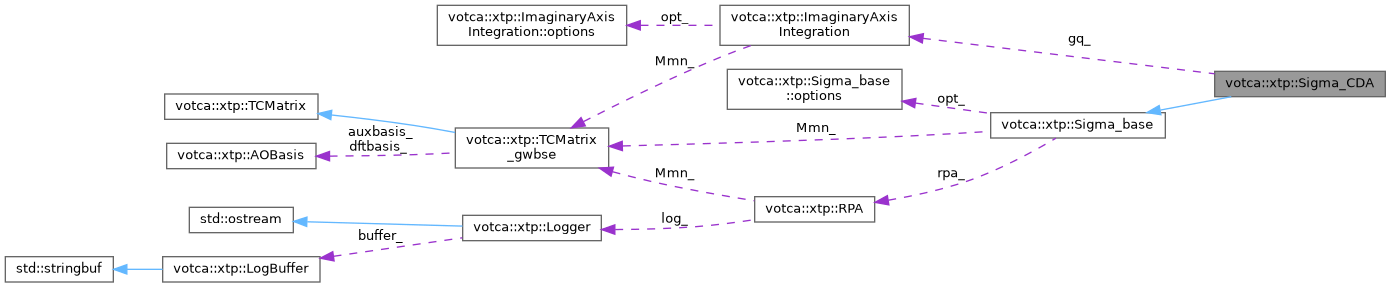 votca::xtp::ImaginaryAxis
Integration::options
opt_
votca::xtp::ImaginaryAxis
Integration
gq_
votca::xtp::Sigma_CDA
Mmn_
votca::xtp::Sigma_base
::options
opt_
votca::xtp::TCMatrix
votca::xtp::Sigma_base
auxbasis_
dftbasis_
votca::xtp::TCMatrix
_gwbse
Mmn_
votca::xtp::AOBasis
Mmn_
rpa_
votca::xtp::RPA
std::ostream
votca::xtp::Logger
log_
buffer_
std::stringbuf
votca::xtp::LogBuffer